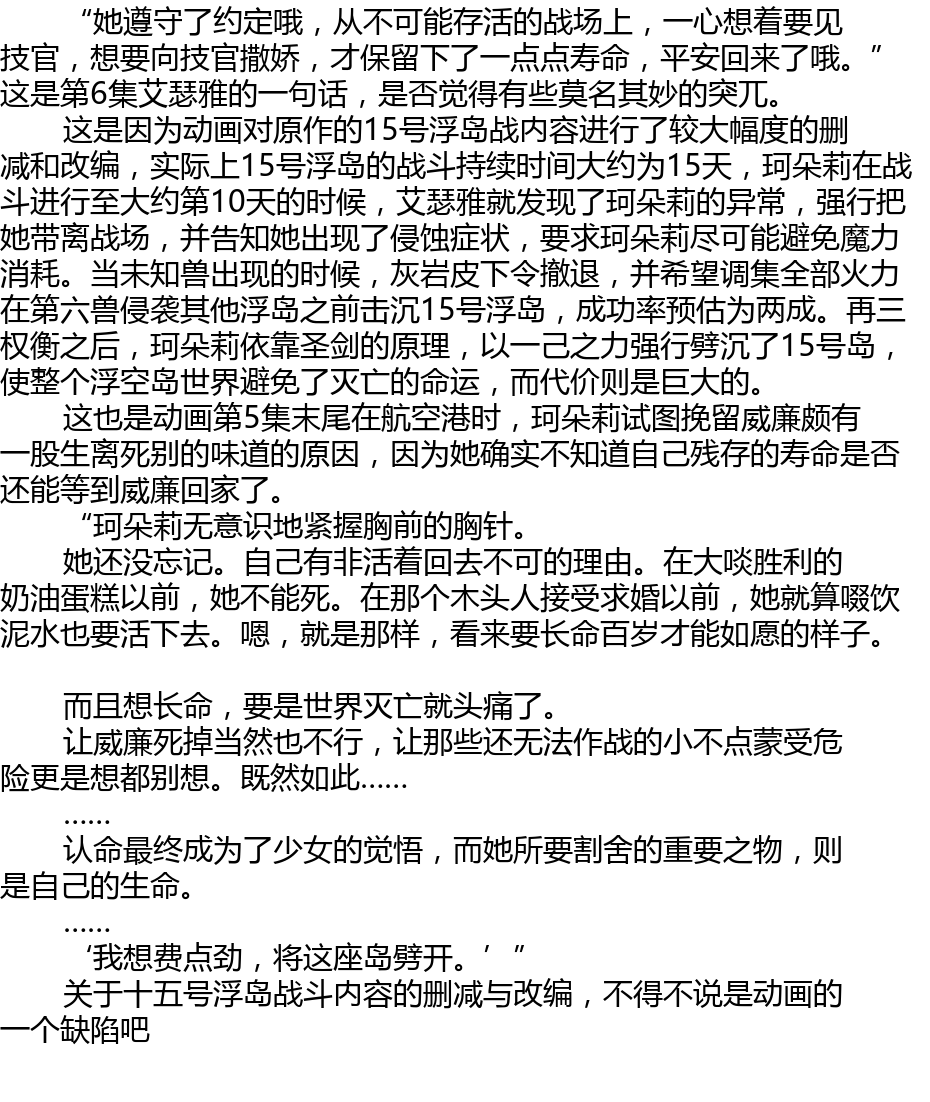 “她遵守了约定哦，从不可能存活的战场上，一心想着要见
技官，想要向技官撒娇，才保留下了一点点寿命，平安回来了哦。”
这是第6集艾瑟雅的一句话，是否觉得有些莫名其妙的突兀。
这是因为动画对原作的15号浮岛战内容进行了较大幅度的删
减和改编，实际上15号浮岛的战斗持续时间大约为15天，珂朵莉在战
斗进行至大约第10天的时候，艾瑟雅就发现了珂朵莉的异常，强行把
她带离战场，并告知她出现了侵蚀症状，要求珂朵莉尽可能避免魔力
消耗。当未知兽出现的时候，灰岩皮下令撤退，并希望调集全部火力
在第六兽侵袭其他浮岛之前击沉15号浮岛，成功率预估为两成。再三
权衡之后，珂朵莉依靠圣剑的原理，以一己之力强行劈沉了15号岛，
使整个浮空岛世界避免了灭亡的命运，而代价则是巨大的。
这也是动画第5集末尾在航空港时，珂朵莉试图挽留威廉颇有
一股生离死别的味道的原因，因为她确实不知道自己残存的寿命是否
还能等到威廉回家了。
“珂朵莉无意识地紧握胸前的胸针。
她还没忘记。自己有非活着回去不可的理由。在大啖胜利的
奶油蛋糕以前，她不能死。在那个木头人接受求婚以前，她就算啜饮
泥水也要活下去。嗯，就是那样，看来要长命百岁才能如愿的样子。
而且想长命，要是世界灭亡就头痛了。
让威廉死掉当然也不行，让那些还无法作战的小不点蒙受危
险更是想都别想。既然如此……
……
认命最终成为了少女的觉悟，而她所要割舍的重要之物，则
是自己的生命。
……
‘我想费点劲，将这座岛劈开。’”
关于十五号浮岛战斗内容的删减与改编，不得不说是动画的
一个缺陷吧